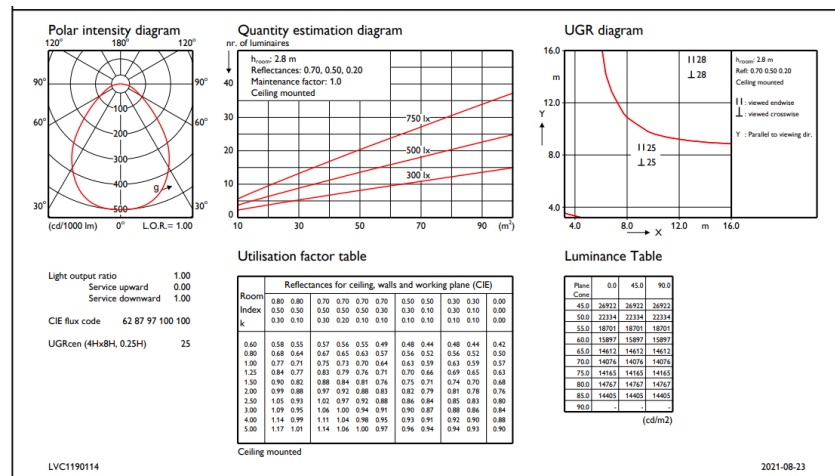 Polar intensity diagram
120° 180° 120°
90° 90°
60° 60°
30° 30°
100
200
300
400
500
g
(cd/1000 lm) 0° L.O.R.= 1.00
Quantity estimation diagram
nr. of luminaires
hroom: 2.8 m
Reflectances: 0.70, 0.50, 0.20
Maintenance factor: 1.0
Ceiling mounted
40
30
20
10
0
750 lx
500 lx
300 lx
10 30 50 70 90 (m²)
UGR diagram
16.0
m
12.0
Y
8.0
4.0
II 28
⊥ 28
II 25
⊥ 25
4.0 8.0 12.0 m 16.0
X
hroom: 2.8 m
Refl: 0.70 0.50 0.20
Ceiling mounted
II : viewed endwise
⊥ : viewed crosswise
Y : Parallel to viewing dir.
Light output ratio 1.00
Service upward 0.00
Service downward 1.00
CIE flux code 62 87 97 100 100
UGRcen (4Hx8H, 0.25H) 25
Utilisation factor table
Room
Index
k
Reflectances for ceiling, walls and working plane (CIE)
0.80 0.80 0.70 0.70 0.70 0.70 0.50 0.50 0.30 0.30 0.00
0.50 0.50 0.50 0.50 0.50 0.30 0.30 0.10 0.30 0.10 0.00
0.30 0.10 0.30 0.20 0.10 0.10 0.10 0.10 0.10 0.10 0.00
0.60 0.58 0.55 0.57 0.56 0.55 0.49 0.48 0.44 0.48 0.44 0.42
0.80 0.68 0.64 0.67 0.65 0.63 0.57 0.56 0.52 0.56 0.52 0.50
1.00 0.77 0.71 0.75 0.73 0.70 0.64 0.63 0.59 0.63 0.59 0.57
1.25 0.84 0.77 0.83 0.79 0.76 0.71 0.70 0.66 0.69 0.65 0.63
1.50 0.90 0.82 0.88 0.84 0.81 0.76 0.75 0.71 0.74 0.70 0.68
2.00 0.99 0.88 0.97 0.92 0.88 0.83 0.82 0.79 0.81 0.78 0.76
2.50 1.05 0.93 1.02 0.97 0.92 0.88 0.86 0.84 0.85 0.83 0.80
3.00 1.09 0.95 1.06 1.00 0.94 0.91 0.90 0.87 0.88 0.86 0.84
4.00 1.14 0.99 1.11 1.04 0.98 0.95 0.93 0.91 0.92 0.90 0.88
5.00 1.17 1.01 1.14 1.06 1.00 0.97 0.96 0.94 0.94 0.93 0.90
Ceiling mounted
Luminance Table
Plane 0.0 45.0 90.0
Cone
45.0 26922 26922 26922
50.0 22334 22334 22334
55.0 18701 18701 18701
60.0 15897 15897 15897
65.0 14612 14612 14612
70.0 14076 14076 14076
75.0 14165 14165 14165
80.0 14767 14767 14767
85.0 14405 14405 14405
90.0 - - -
(cd/m2)
LVC1190114
2021-08-23